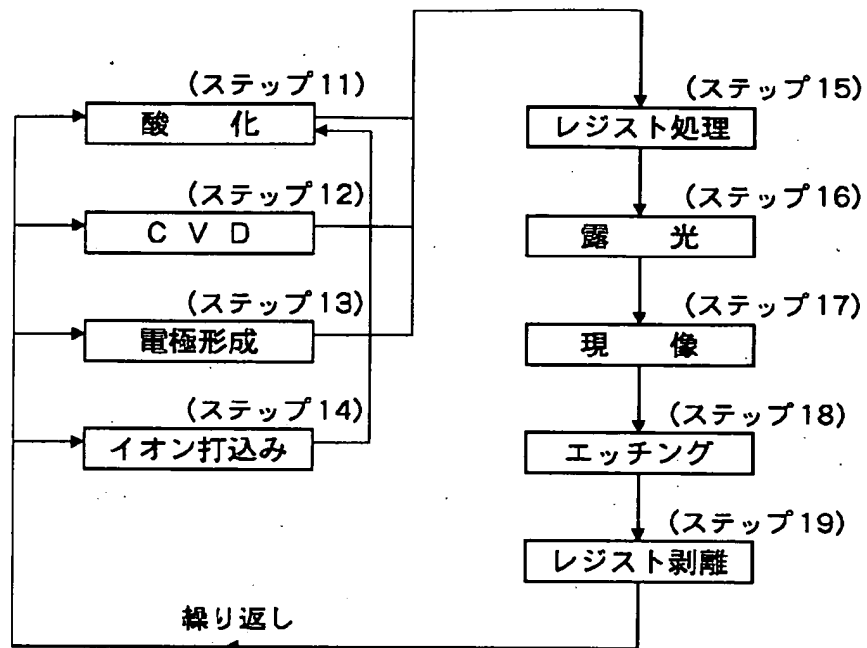 (ステップ11)
酸 化
(ステップ12)
C V D
(ステップ13)
電極形成
(ステップ14)
イオン打込み
(ステップ15)
レジスト処理
(ステップ16)
露 光
(ステップ17)
現 像
(ステップ18)
エッチング
(ステップ19)
レジスト剥離
繰り返し